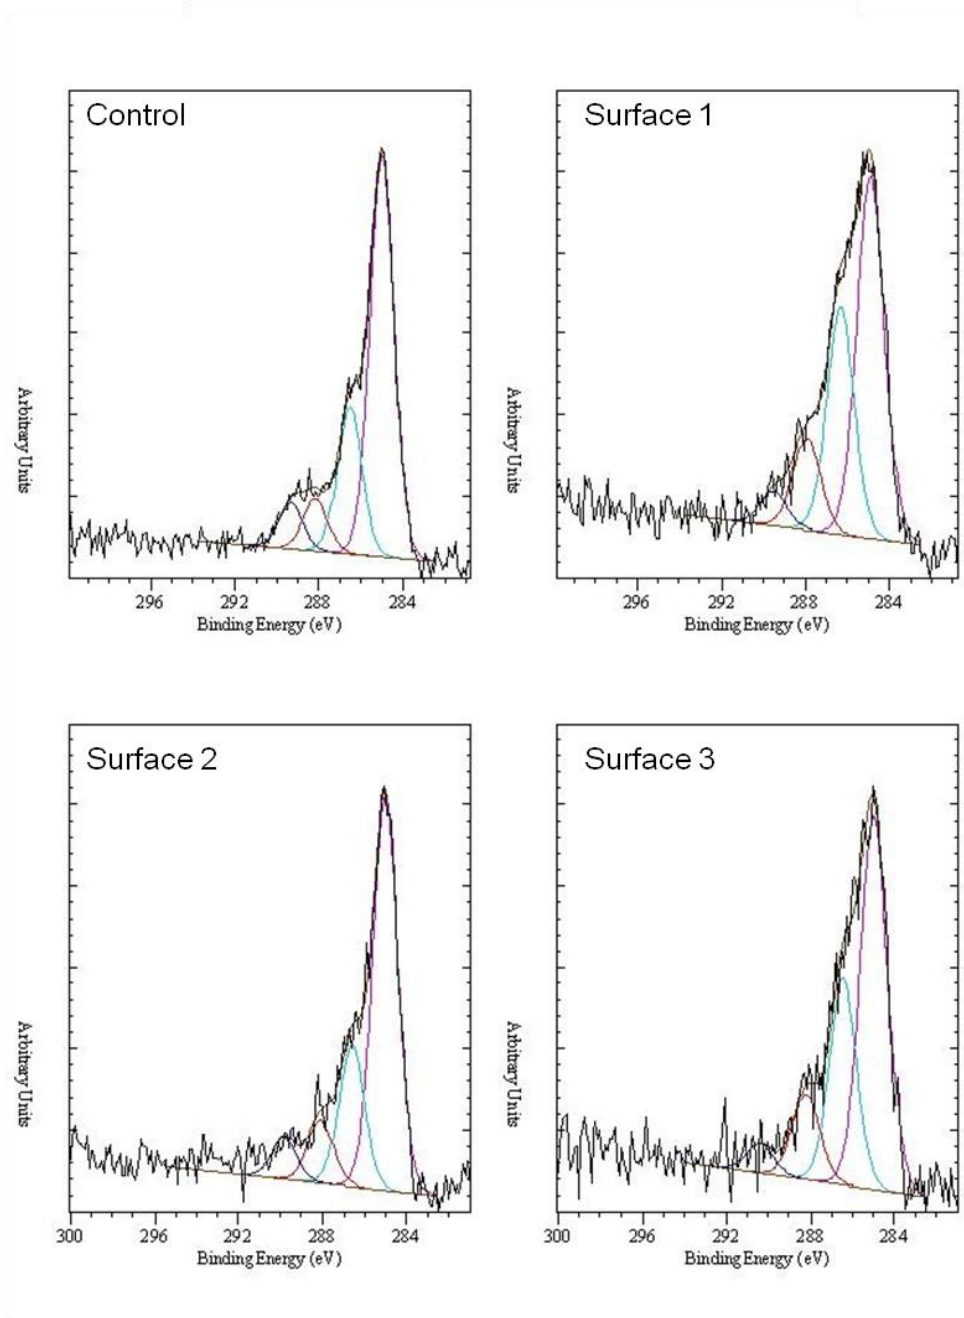 Control
Surface 1
Arbitrary Units
Arbitrary Units
296 292 288 284
296 292 288 284
Binding Energy (eV)
Binding Energy (eV)
Surface 2
Surface 3
Arbitrary Units
Arbitrary Units
300 296 292 288 284
300 296 292 288 284
Binding Energy (eV)
Binding Energy (eV)